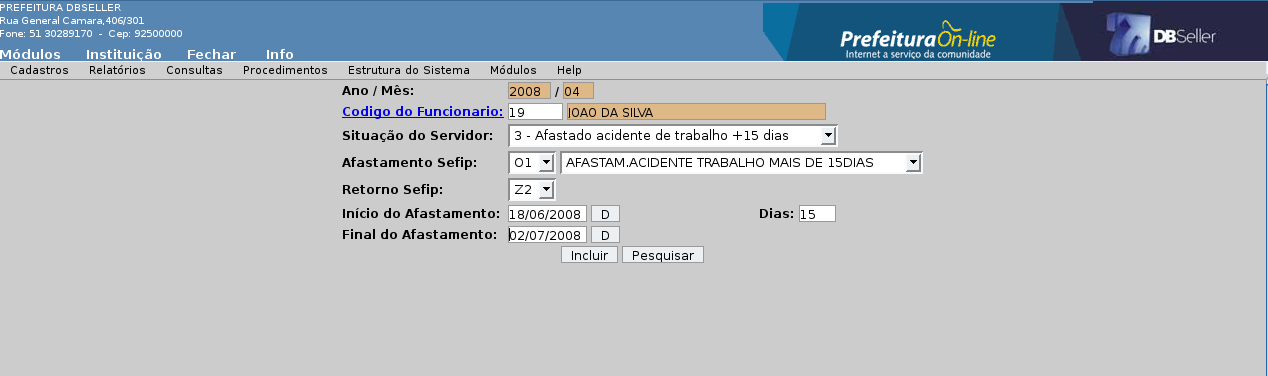 PREFEITURA DBSELLER
Rua General Camara,406/301
Fone: 51 30289170 - Cep: 92500000
PrefeituraOn-line
Internet a serviço da comunidade
DBSeller
Módulos Instituição Fechar Info
Cadastros Relatórios Consultas Procedimentos Estrutura do Sistema Módulos Help
Ano / Mês: 2008 / 04
Codigo do Funcionario: 19 JOAO DA SILVA
Situação do Servidor: 3 - Afastado acidente de trabalho +15 dias
Afastamento Sefip: O1 AFASTAM.ACIDENTE TRABALHO MAIS DE 15DIAS
Retorno Sefip: Z2
Início do Afastamento: 18/06/2008 D Dias: 15
Final do Afastamento: 02/07/2008 D
Incluir Pesquisar